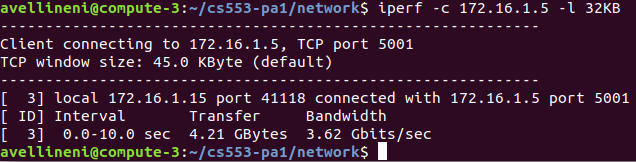 avellineni@compute-3:~/cs553-pa1/network$ iperf -c 172.16.1.5 -l 32KB
------------------------------------------------------------
Client connecting to 172.16.1.5, TCP port 5001
TCP window size: 45.0 KByte (default)
------------------------------------------------------------
[  3] local 172.16.1.15 port 41118 connected with 172.16.1.5 port 5001
[ ID] Interval       Transfer     Bandwidth
[  3]  0.0-10.0 sec  4.21 GBytes  3.62 Gbits/sec
avellineni@compute-3:~/cs553-pa1/network$